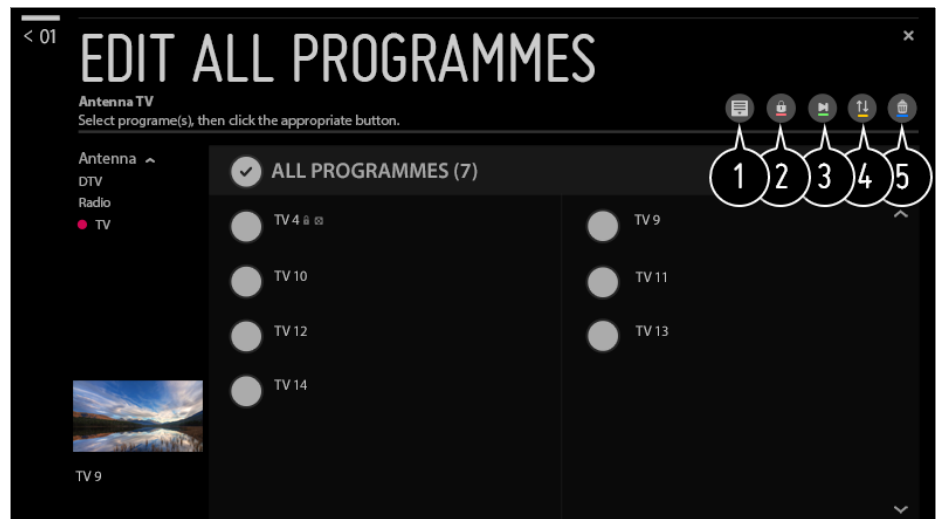 < 01
EDIT ALL PROGRAMMES
×
Antenna TV
Select programe(s), then click the appropriate button.
1 2 3 4 5
Antenna
DTV
Radio
TV
ALL PROGRAMMES (7)
TV 4
TV 9
TV 10
TV 11
TV 12
TV 13
TV 14
TV 9